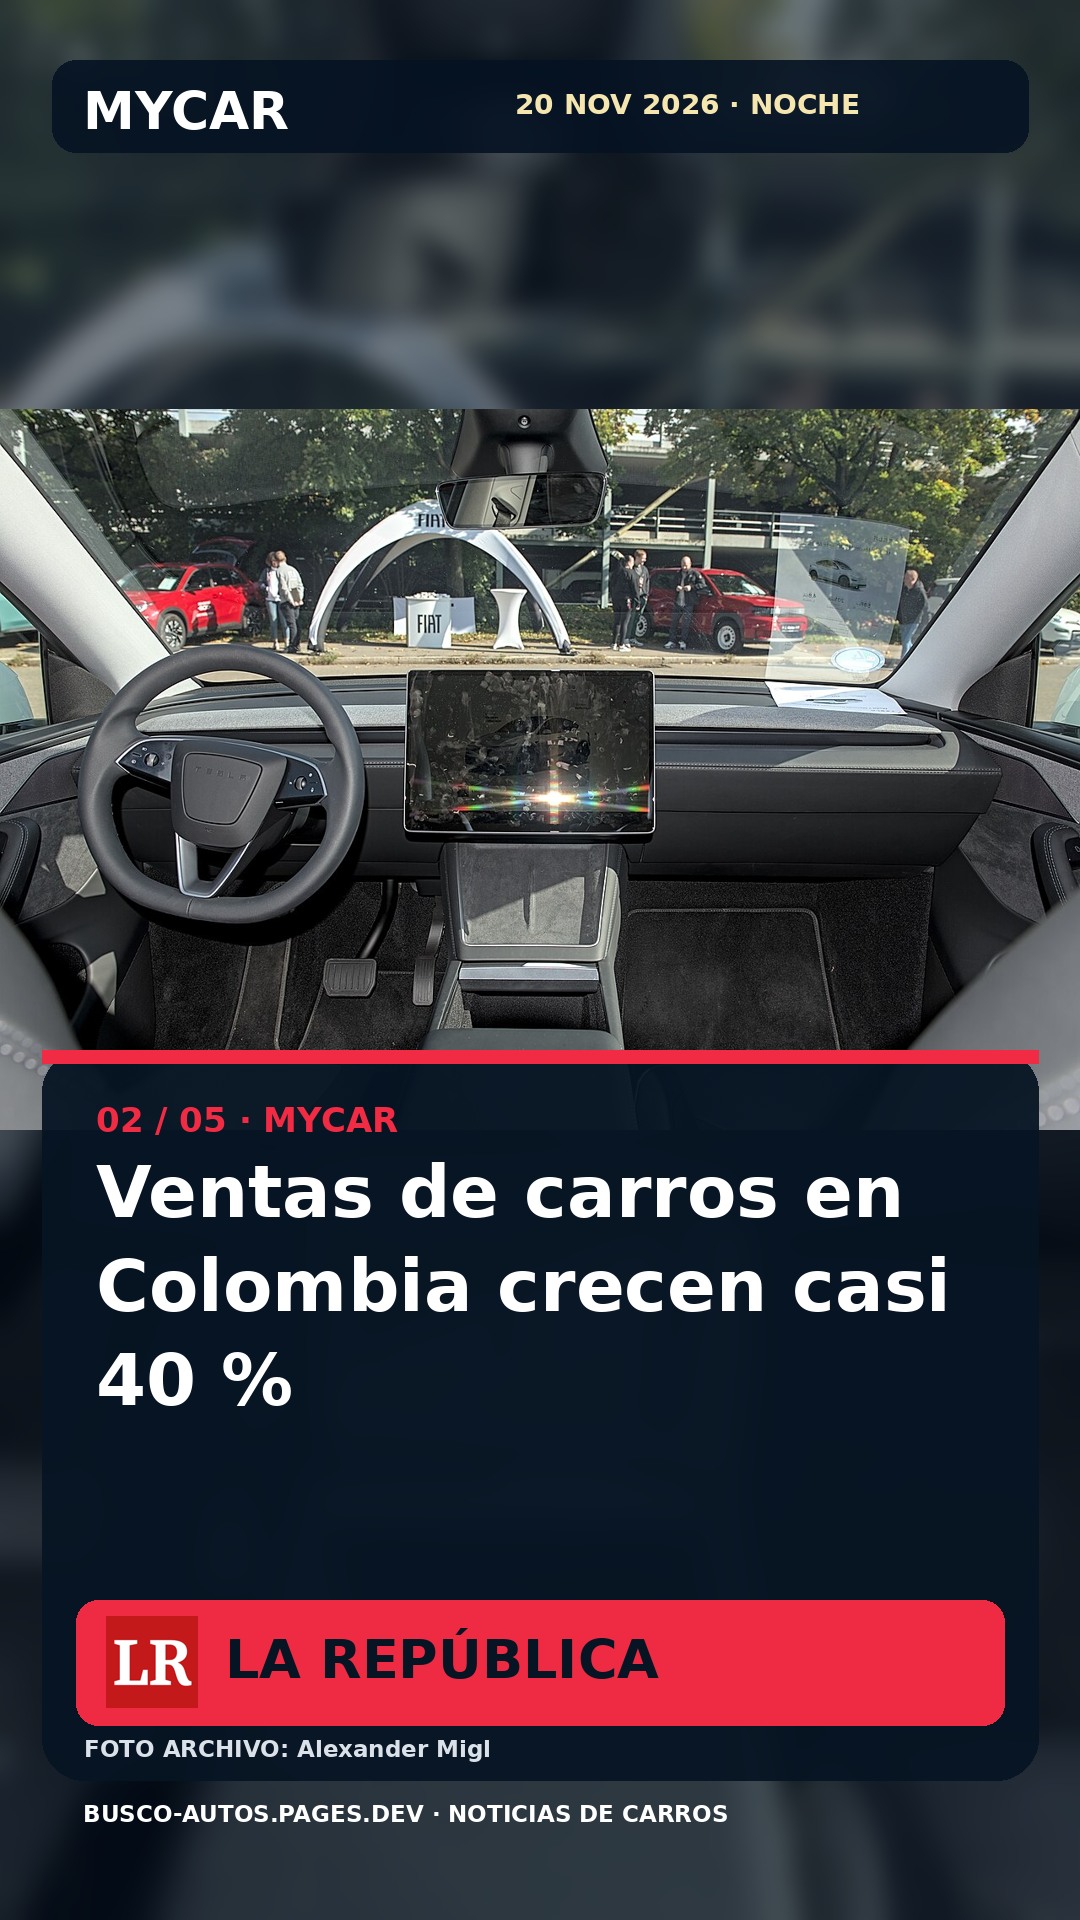 MYCAR
20 NOV 2026 · NOCHE
FIAT
FIAT
TESLA
02 / 05 · MYCAR
Ventas de carros en
Colombia crecen casi
40 %
LR LA REPÚBLICA
FOTO ARCHIVO: Alexander Migl
BUSCO-AUTOS.PAGES.DEV · NOTICIAS DE CARROS